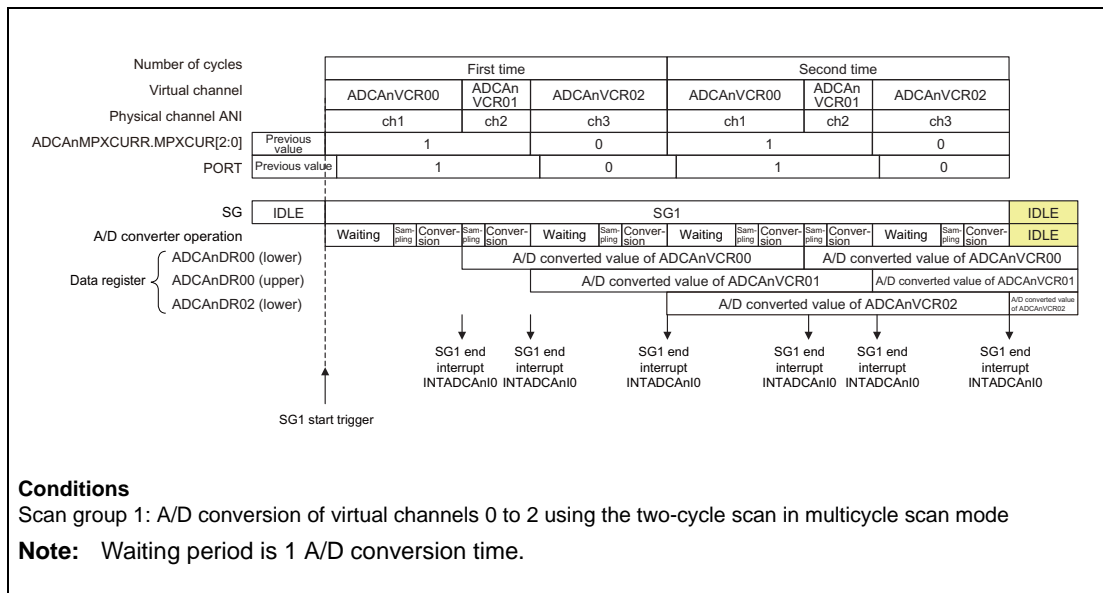 Number of cycles First time Second time
Virtual channel ADCAnVCR00 ADCAn VCR01 ADCAnVCR02 ADCAnVCR00 ADCAn VCR01 ADCAnVCR02
Physical channel ANI ch1 ch2 ch3 ch1 ch2 ch3
ADCAnMPXCURR.MPXCUR[2:0] Previous value 1 0 1 0
PORT Previous value 1 0 1 0
SG IDLE SG1 IDLE
A/D converter operation Waiting Sam-pling Conver-sion Sam-pling Conver-sion Waiting Sam-pling Conver-sion Waiting Sam-pling Conver-sion Sam-pling Conver-sion Waiting Sam-pling Conver-sion IDLE
ADCAnDR00 (lower) A/D converted value of ADCAnVCR00 A/D converted value of ADCAnVCR00
Data register ADCAnDR00 (upper) A/D converted value of ADCAnVCR01 A/D converted value of ADCAnVCR01
ADCAnDR02 (lower) A/D converted value of ADCAnVCR02 A/D converted value of ADCAnVCR02
SG1 end SG1 end SG1 end SG1 end SG1 end SG1 end
interrupt interrupt interrupt interrupt interrupt interrupt
INTADCAnI0 INTADCAnI0 INTADCAnI0 INTADCAnI0 INTADCAnI0 INTADCAnI0
SG1 start trigger
Conditions
Scan group 1: A/D conversion of virtual channels 0 to 2 using the two-cycle scan in multicycle scan mode
Note: Waiting period is 1 A/D conversion time.